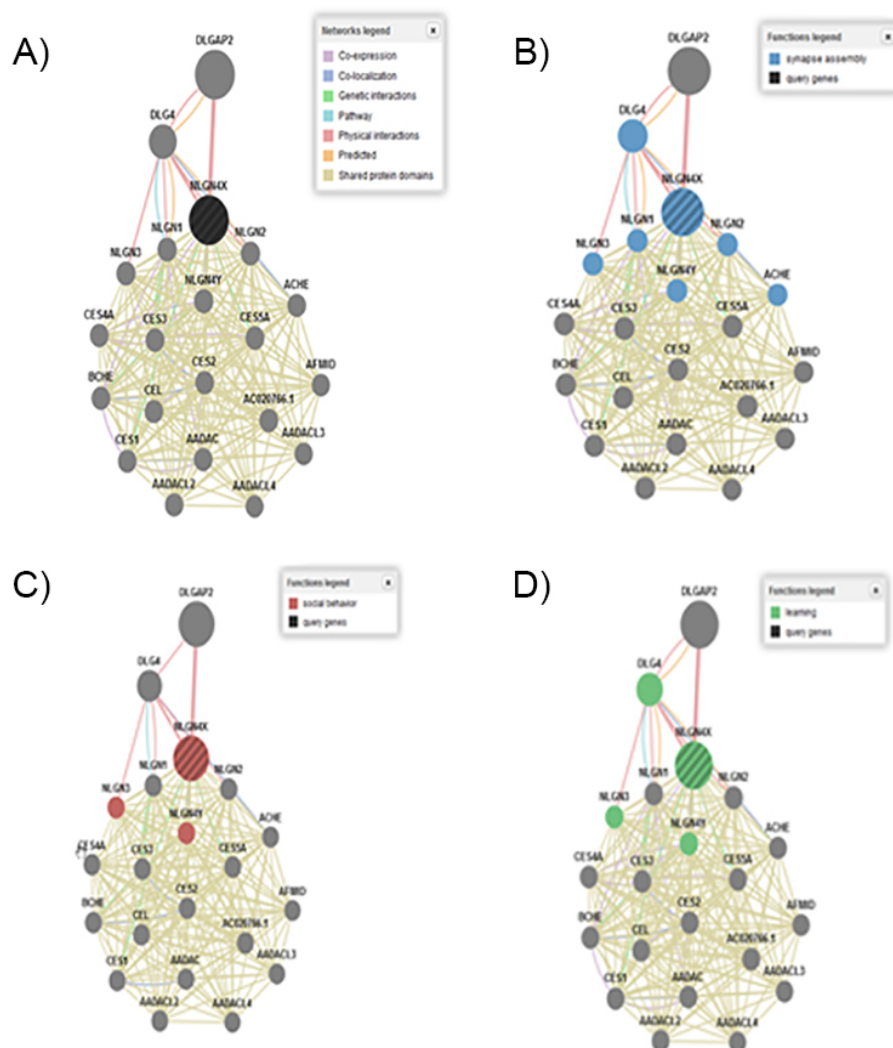 A)
Networks legend x
Co-expression
Co-localization
Genetic interactions
Pathway
Physical interactions
Predicted
Shared protein domains
DLGAP2
DLG4
NLGN4X
NLGN1
NLGN2
NLGN3
NLGN4Y
ACHE
CES4A
CES3
CES5A
CES2
AFMID
BCHE
CEL
AC020766.1
CES1
AADAC
AADACL3
AADACL2
AADACL4
B)
Functions legend x
synapse assembly
query genes
DLGAP2
DLG4
NLGN4X
NLGN1
NLGN2
NLGN3
NLGN4Y
ACHE
CES4A
CES3
CES5A
CES2
AFMID
BCHE
CEL
AC020766.1
CES1
AADAC
AADACL3
AADACL2
AADACL4
C)
Functions legend x
social behavior
query genes
DLGAP2
DLG4
NLGN4X
NLGN1
NLGN2
NLGN3
NLGN4Y
ACHE
CES4A
CES3
CES5A
CES2
AFMID
BCHE
CEL
AC020766.1
CES1
AADAC
AADACL3
AADACL2
AADACL4
D)
Functions legend x
learning
query genes
DLGAP2
DLG4
NLGN4X
NLGN1
NLGN2
NLGN3
NLGN4Y
ACHE
CES4A
CES3
CES5A
CES2
AFMID
BCHE
CEL
AC020766.1
CES1
AADAC
AADACL3
AADACL2
AADACL4